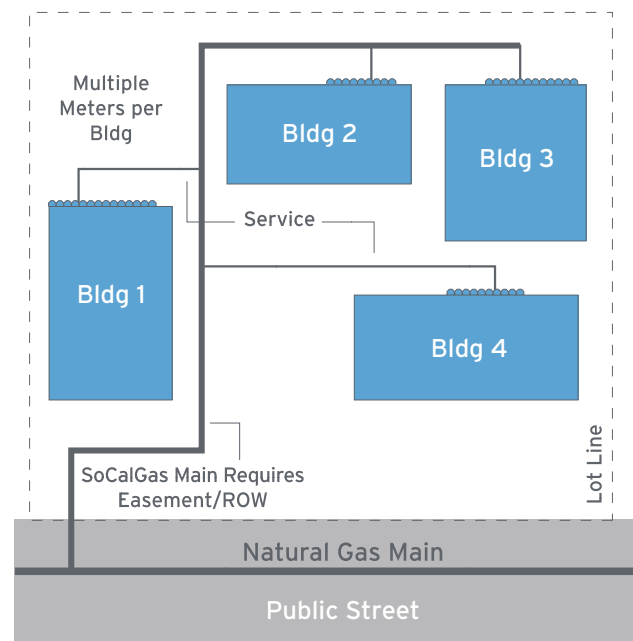 Multiple
Meters per
Bldg
Bldg 2
Bldg 3
Service
Bldg 1
Bldg 4
SoCalGas Main Requires
Easement/ROW
Lot Line
Natural Gas Main
Public Street